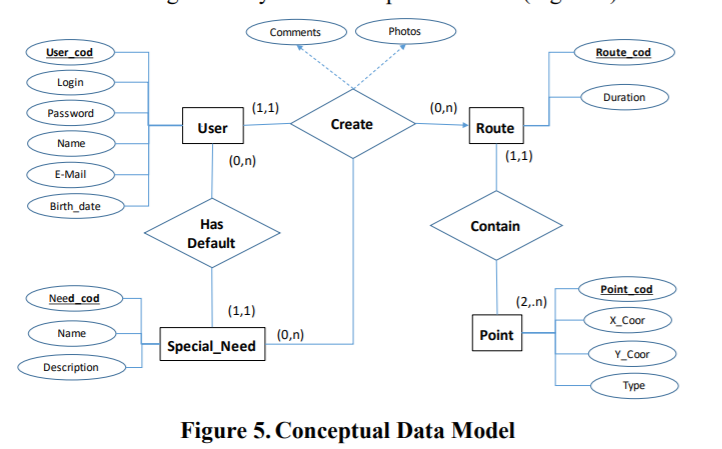 Comments
Photos
User_cod
Login
Password
Name
E-Mail
Birth_date
User
(1,1)
Create
(0,n)
Route
Route_cod
Duration
(0,n)
(1,1)
Has
Default
Contain
(1,1)
(2,.n)
Need_cod
Name
Description
Special_Need
(0,n)
Point
Point_cod
X_Coor
Y_Coor
Type
Figure 5. Conceptual Data Model